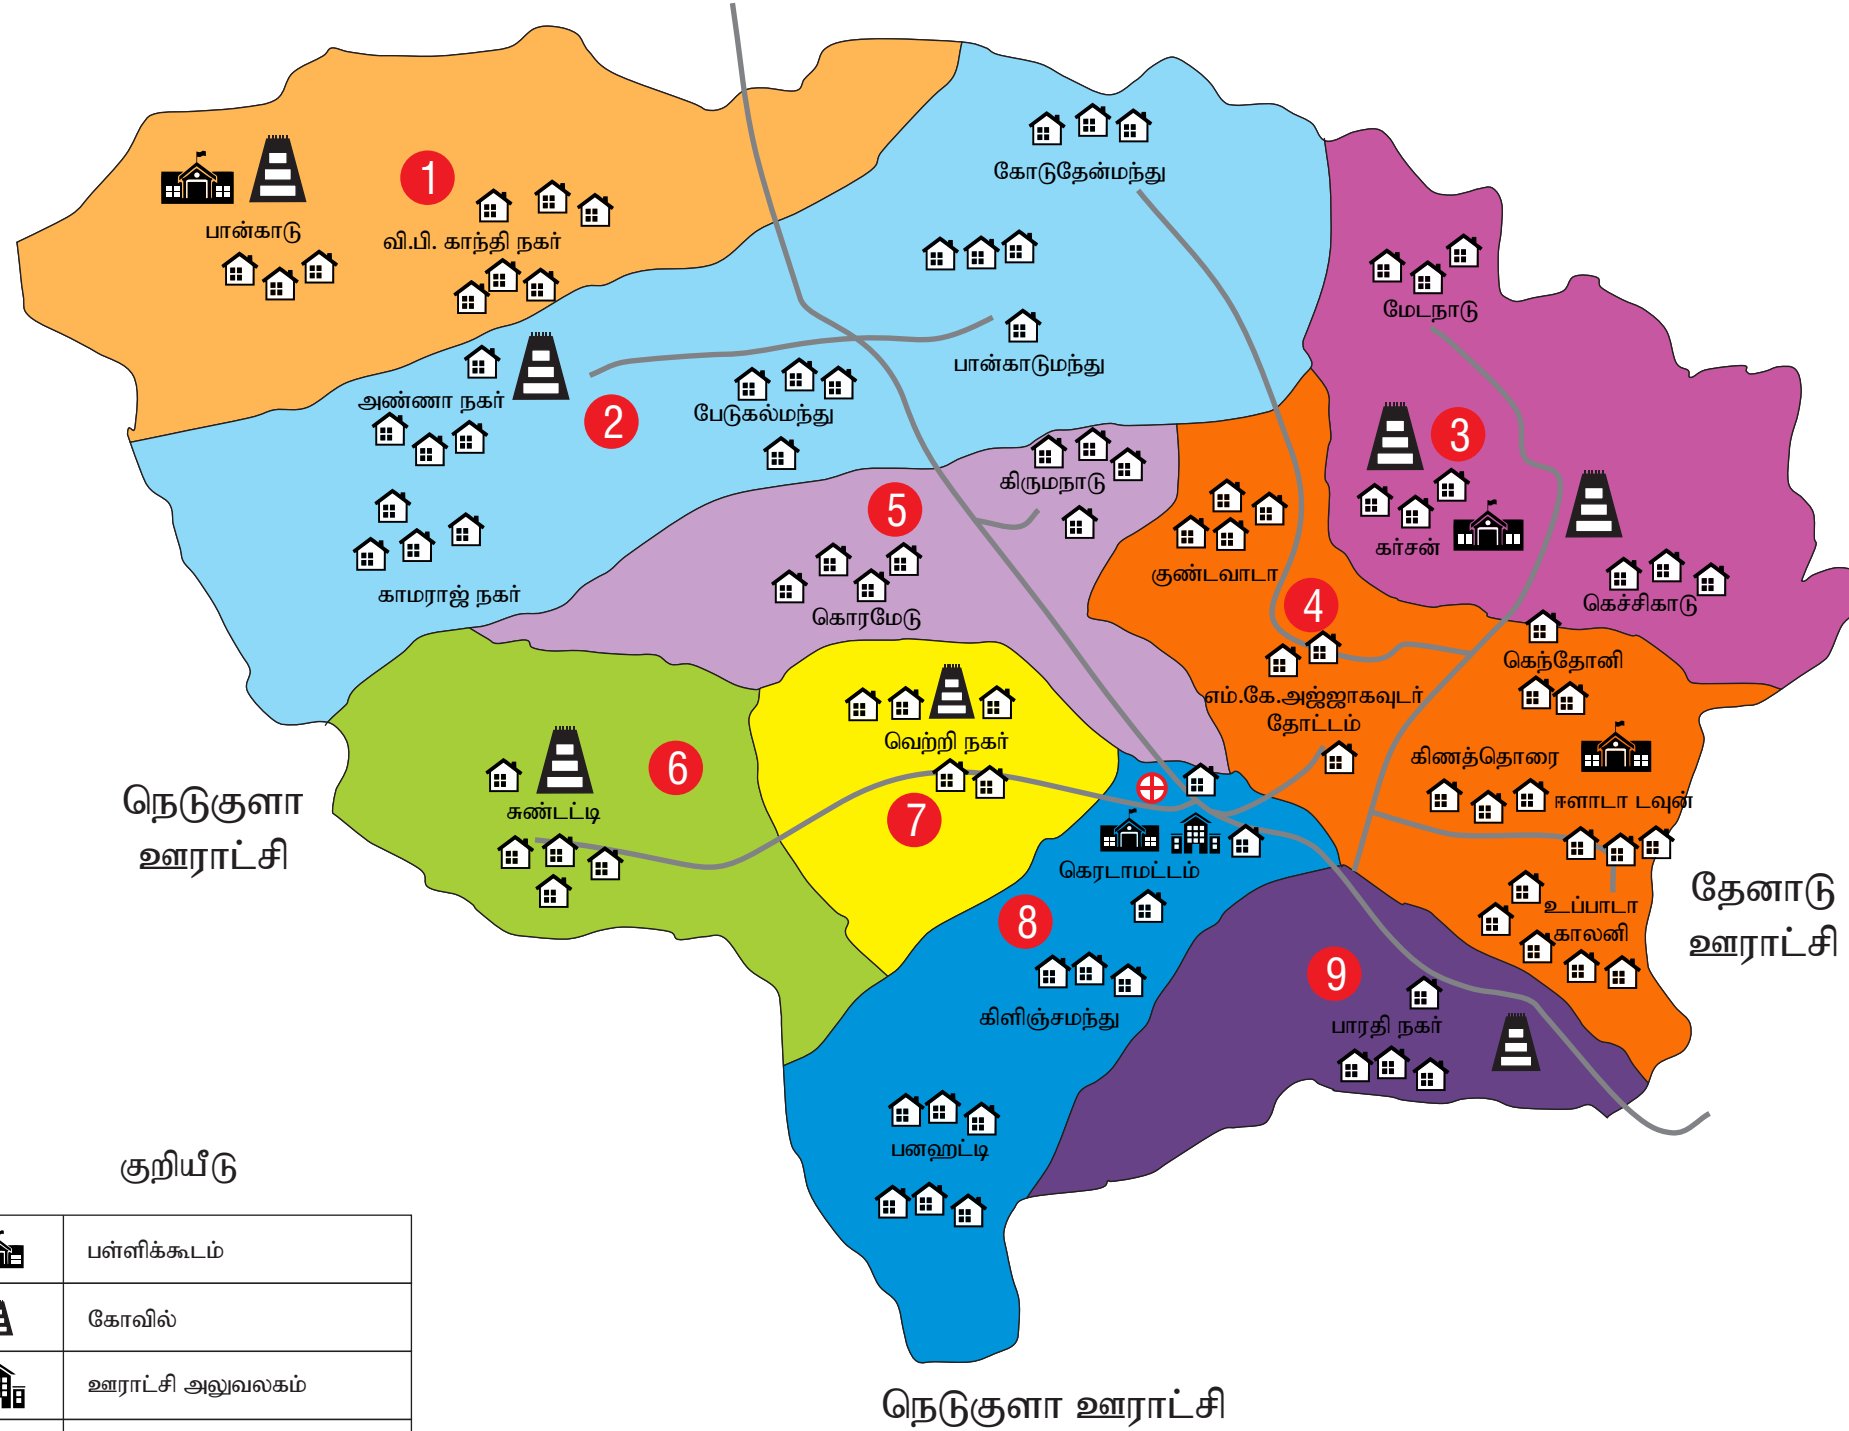 கோடுதேன்மந்து
1
பான்காடு
வி.பி. காந்தி நகர்
மேடநாடு
பான்காடுமந்து
அண்ணா நகர்
2
பேடுகல்மந்து
3
கிருமநாடு
5
கர்சன்
குண்டவாடா
காமராஜ் நகர்
கொரமேடு
4
கெச்சிகாடு
கெந்தோனி
எம்.கே.அஜ்ஜாகவுடர்
தோட்டம்
வெற்றி நகர்
6
கிணத்தொரை
நெடுகுளா
ஊராட்சி
சுண்டட்டி
7
ஈளாடா டவுன்
கெரடாமட்டம்
தேனாடு
ஊராட்சி
8
உப்பாடா
காலனி
9
கிளிஞ்சமந்து
பாரதி நகர்
பனஹட்டி
குறியீடு
பள்ளிக்கூடம்
கோவில்
ஊராட்சி அலுவலகம்
நெடுகுளா ஊராட்சி